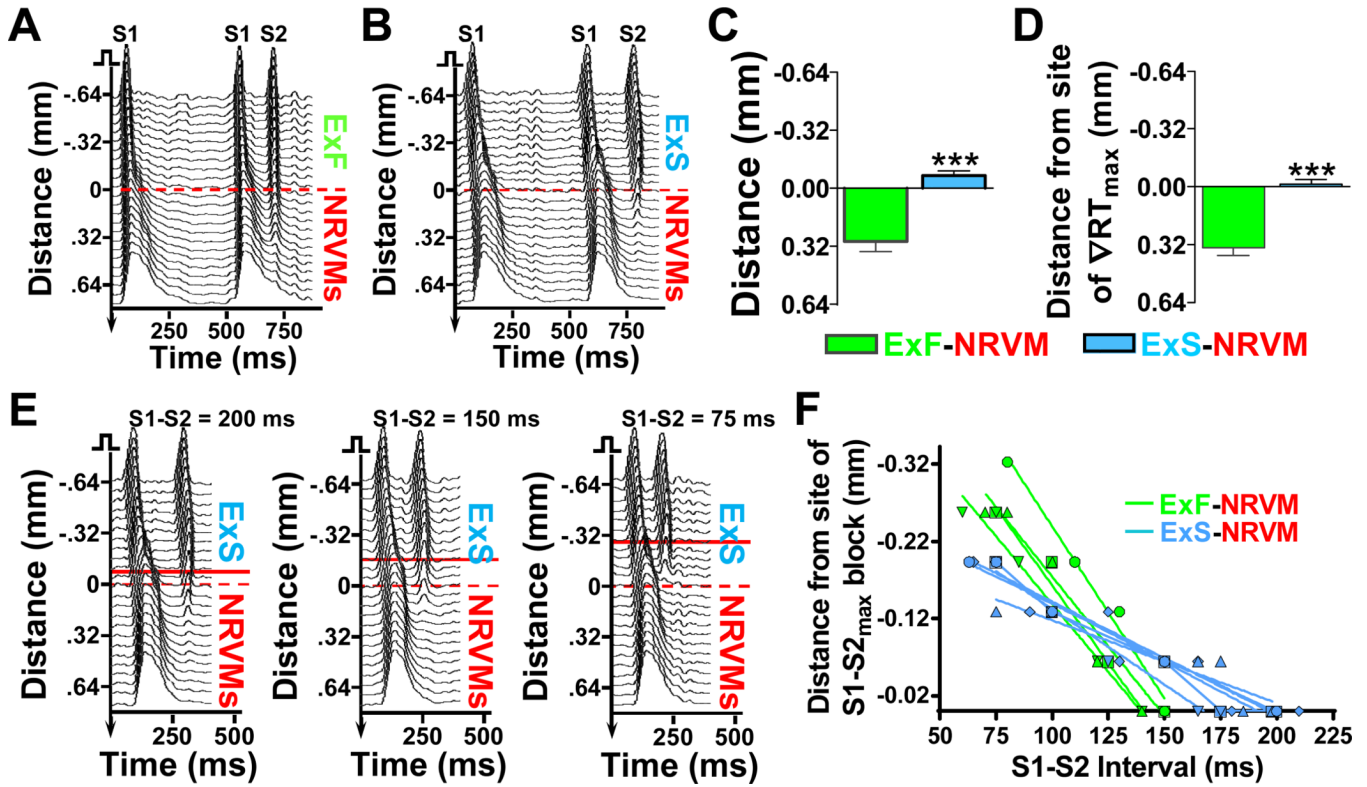 A
S1
S1
S2
-.64
-.32
0
.32
.64
Distance (mm)
ExF
NRVMs
250
500
750
Time (ms)
B
S1
S1
S2
-.64
-.32
0
.32
.64
Distance (mm)
ExS
NRVMs
250
500
750
Time (ms)
C
Distance (mm)
-0.64
-0.32
0.00
0.32
0.64
***
D
Distance from site
of ∇RTmax (mm)
-0.64
-0.32
0.00
0.32
0.64
***
ExF-NRVM
ExS-NRVM
E
S1-S2 = 200 ms
-.64
-.32
0
.32
.64
Distance (mm)
ExS
NRVMs
250
500
Time (ms)
S1-S2 = 150 ms
-.64
-.32
0
.32
.64
Distance (mm)
ExS
NRVMs
250
500
Time (ms)
S1-S2 = 75 ms
-.64
-.32
0
.32
.64
Distance (mm)
ExS
NRVMs
250
500
Time (ms)
F
Distance from site of
S1-S2max block (mm)
-0.32
-0.22
-0.12
-0.02
ExF-NRVM
ExS-NRVM
50
75
100
125
150
175
200
225
S1-S2 Interval (ms)